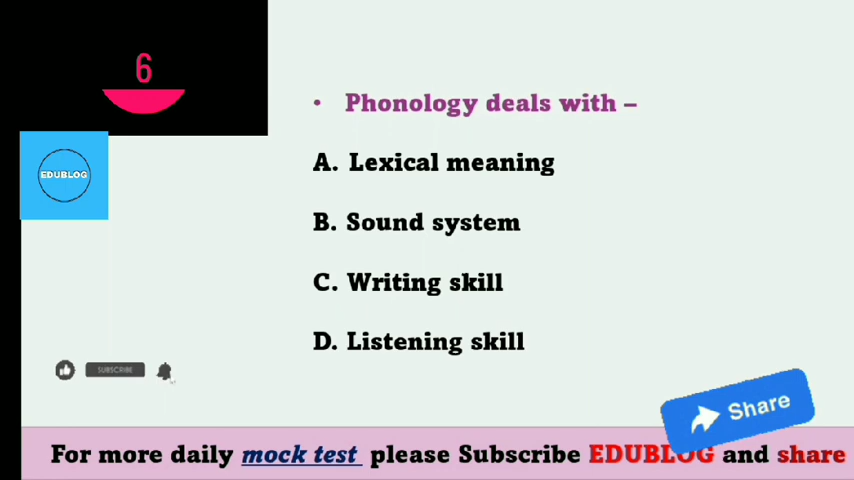 6
• Phonology deals with –
A. Lexical meaning
EDUBLOG
B. Sound system
C. Writing skill
D. Listening skill
SUBSCRIBE
Share
For more daily mock test please Subscribe EDUBLOG and share